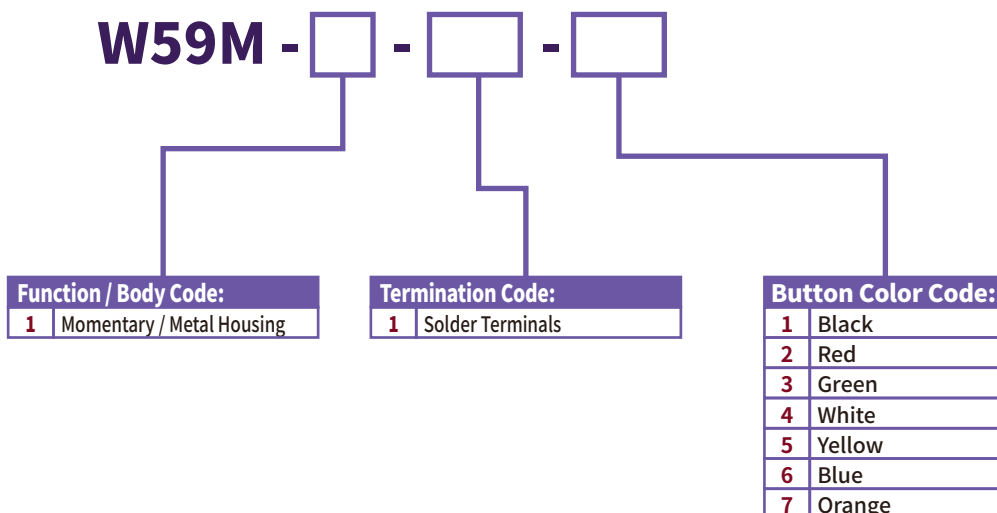 W59M - - -
Function / Body Code:
1 Momentary / Metal Housing
Termination Code:
1 Solder Terminals
Button Color Code:
1 Black
2 Red
3 Green
4 White
5 Yellow
6 Blue
7 Orange